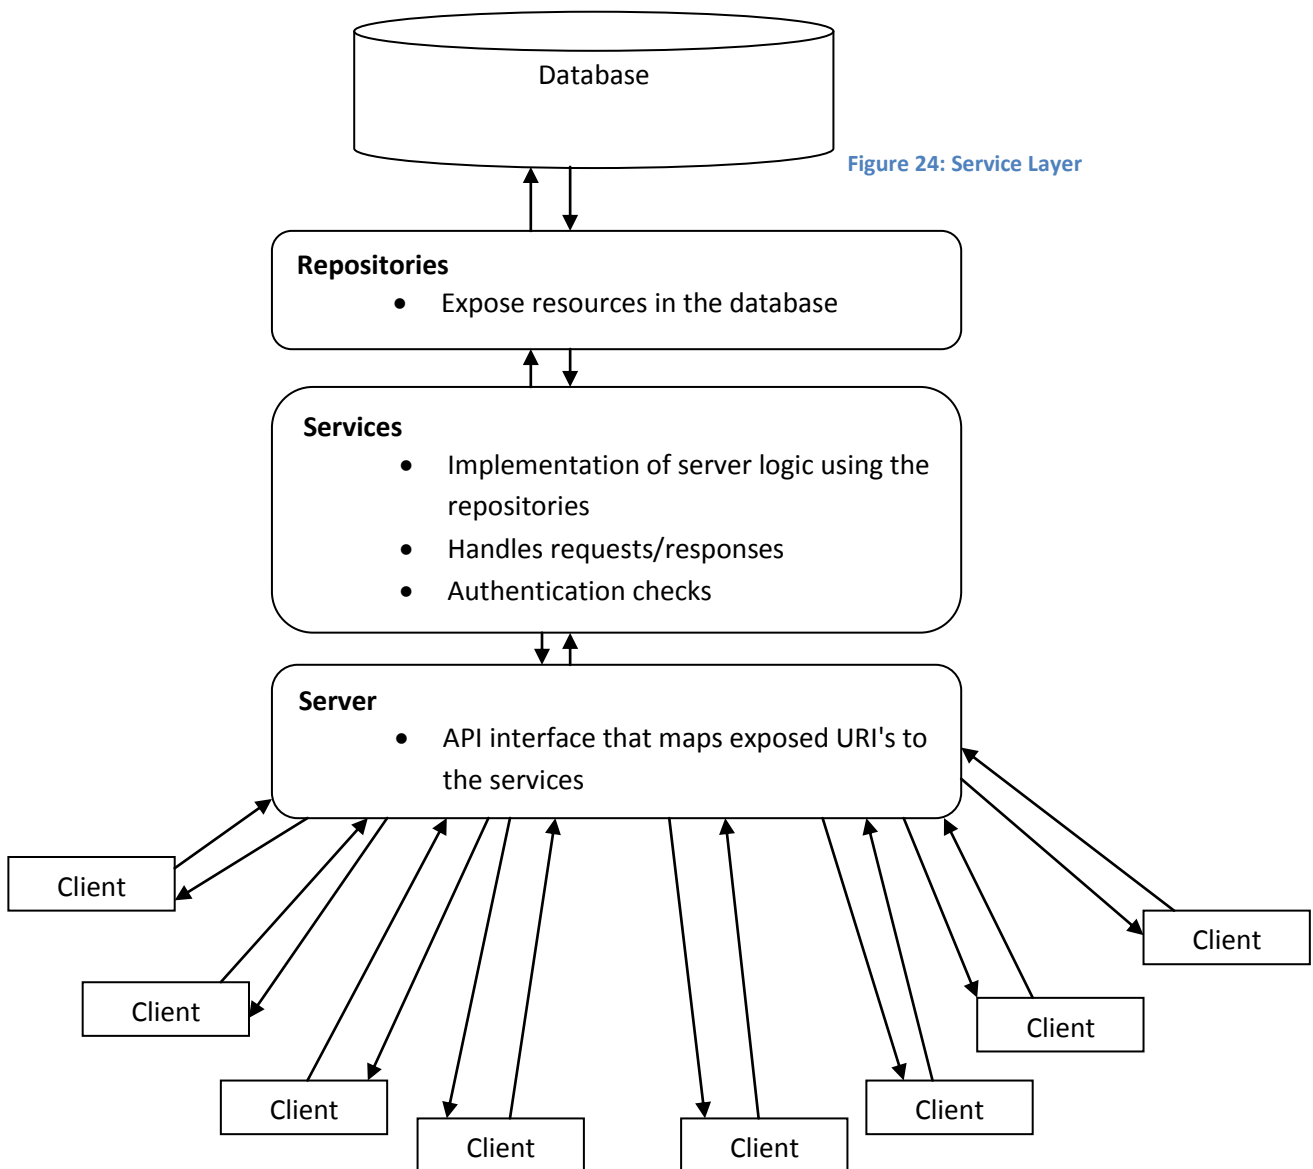 Database
Figure 24: Service Layer
Repositories
• Expose resources in the database
Services
• Implementation of server logic using the
repositories
• Handles requests/responses
• Authentication checks
Server
• API interface that maps exposed URI's to
the services
Client
Client
Client
Client
Client
Client
Client
Client